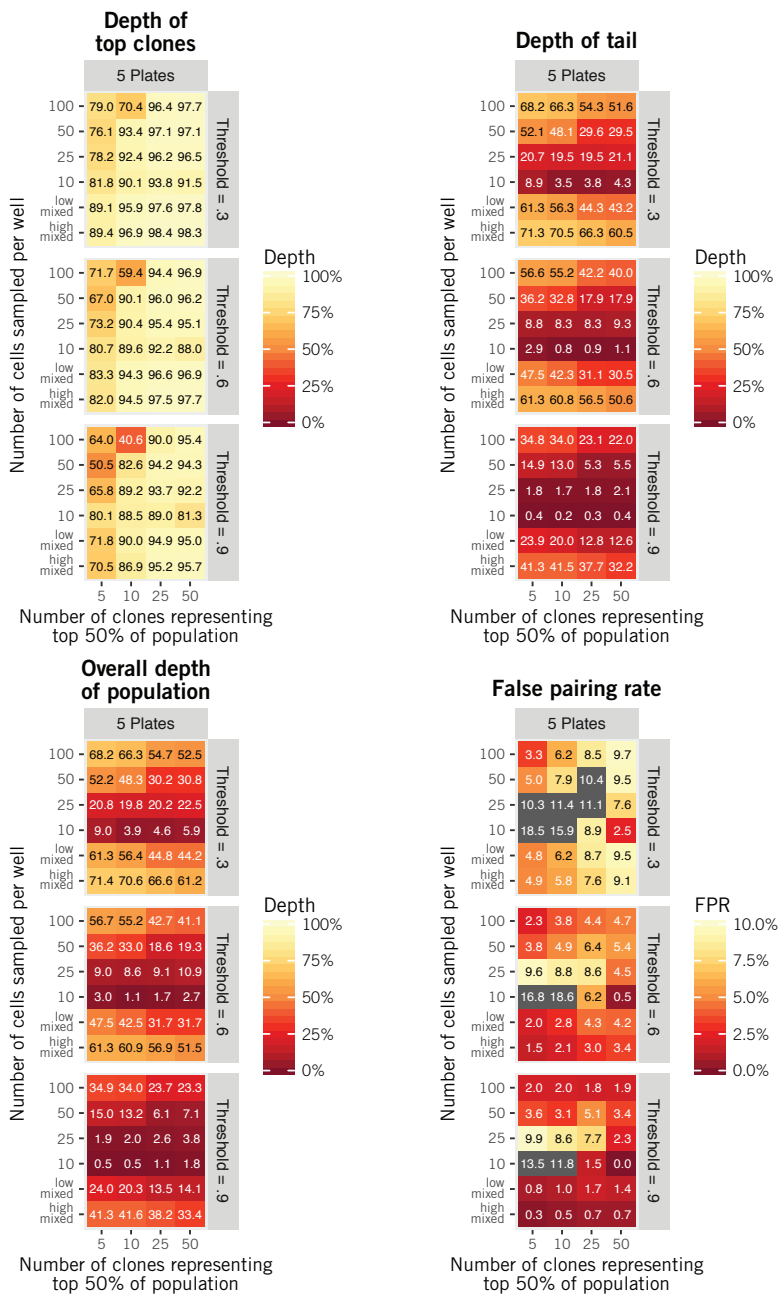 Depth of
top clones
5 Plates
Number of cells sampled per well
100 79.0 70.4 96.4 97.7
50 76.1 93.4 97.1 97.1
25 78.2 92.4 96.2 96.5
10 81.8 90.1 93.8 91.5
low mixed 89.1 95.9 97.6 97.8
high mixed 89.4 96.9 98.4 98.3
Threshold = .3
100 71.7 59.4 94.4 96.9
50 67.0 90.1 96.0 96.2
25 73.2 90.4 95.4 95.1
10 80.7 89.6 92.2 88.0
low mixed 83.3 94.3 96.6 96.9
high mixed 82.0 94.5 97.5 97.7
Threshold = .6
100 64.0 40.6 90.0 95.4
50 50.5 82.6 94.2 94.3
25 65.8 89.2 93.7 92.2
10 80.1 88.5 89.0 81.3
low mixed 71.8 90.0 94.9 95.0
high mixed 70.5 86.9 95.2 95.7
Threshold = .9
5 10 25 50
Number of clones representing
top 50% of population
Depth
100%
75%
50%
25%
0%
Depth of tail
5 Plates
Number of cells sampled per well
100 68.2 66.3 54.3 51.6
50 52.1 48.1 29.6 29.5
25 20.7 19.5 19.5 21.1
10 8.9 3.5 3.8 4.3
low mixed 61.3 56.3 44.3 43.2
high mixed 71.3 70.5 66.3 60.5
Threshold = .3
100 56.6 55.2 42.2 40.0
50 36.2 32.8 17.9 17.9
25 8.8 8.3 8.3 9.3
10 2.9 0.8 0.9 1.1
low mixed 47.5 42.3 31.1 30.5
high mixed 61.3 60.8 56.5 50.6
Threshold = .6
100 34.8 34.0 23.1 22.0
50 14.9 13.0 5.3 5.5
25 1.8 1.7 1.8 2.1
10 0.4 0.2 0.3 0.4
low mixed 23.9 20.0 12.8 12.6
high mixed 41.3 41.5 37.7 32.2
Threshold = .9
5 10 25 50
Number of clones representing
top 50% of population
Depth
100%
75%
50%
25%
0%
Overall depth
of population
5 Plates
Number of cells sampled per well
100 68.2 66.3 54.7 52.5
50 52.2 48.3 30.2 30.8
25 20.8 19.8 20.2 22.5
10 9.0 3.9 4.6 5.9
low mixed 61.3 56.4 44.8 44.2
high mixed 71.4 70.6 66.6 61.2
Threshold = .3
100 56.7 55.2 42.7 41.1
50 36.2 33.0 18.6 19.3
25 9.0 8.6 9.1 10.9
10 3.0 1.1 1.7 2.7
low mixed 47.5 42.5 31.7 31.7
high mixed 61.3 60.9 56.9 51.5
Threshold = .6
100 34.9 34.0 23.7 23.3
50 15.0 13.2 6.1 7.1
25 1.9 2.0 2.6 3.8
10 0.5 0.5 1.1 1.8
low mixed 24.0 20.3 13.5 14.1
high mixed 41.3 41.6 38.2 33.4
Threshold = .9
5 10 25 50
Number of clones representing
top 50% of population
Depth
100%
75%
50%
25%
0%
False pairing rate
5 Plates
Number of cells sampled per well
100 3.3 6.2 8.5 9.7
50 5.0 7.9 10.4 9.5
25 10.3 11.4 11.1 7.6
10 18.5 15.9 8.9 2.5
low mixed 4.8 6.2 8.7 9.5
high mixed 4.9 5.8 7.6 9.1
Threshold = .3
100 2.3 3.8 4.4 4.7
50 3.8 4.9 6.4 5.4
25 9.6 8.8 8.6 4.5
10 16.8 18.6 6.2 0.5
low mixed 2.0 2.8 4.3 4.2
high mixed 1.5 2.1 3.0 3.4
Threshold = .6
100 2.0 2.0 1.8 1.9
50 3.6 3.1 5.1 3.4
25 9.9 8.6 7.7 2.3
10 13.5 11.8 1.5 0.0
low mixed 0.8 1.0 1.7 1.4
high mixed 0.3 0.5 0.7 0.7
Threshold = .9
5 10 25 50
Number of clones representing
top 50% of population
FPR
10.0%
7.5%
5.0%
2.5%
0.0%